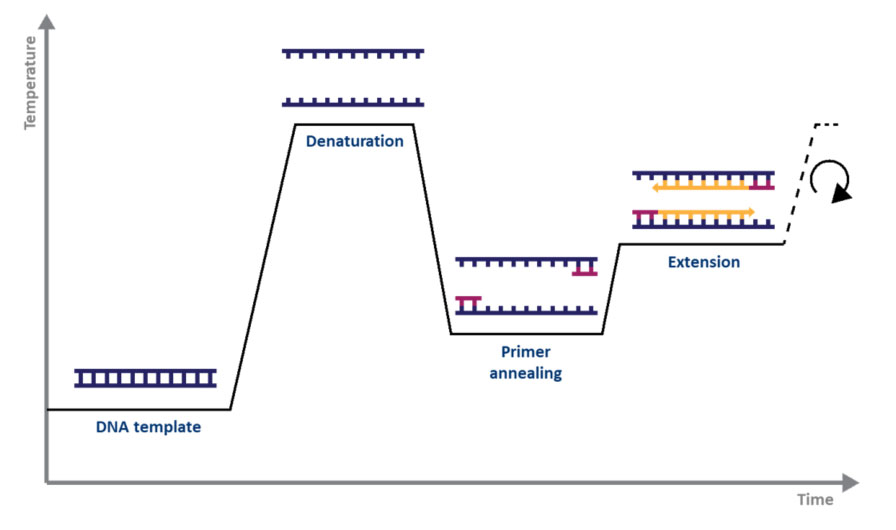 Temperature
Denaturation
Extension
Primer
annealing
DNA template
Time